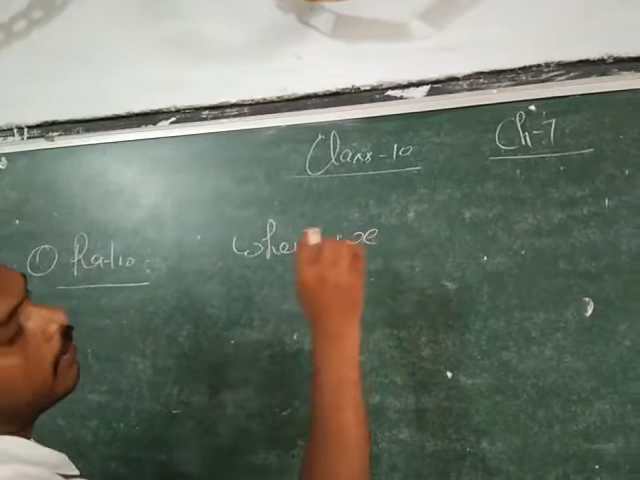 Class-10
Ch-7
① Ratio :
when we